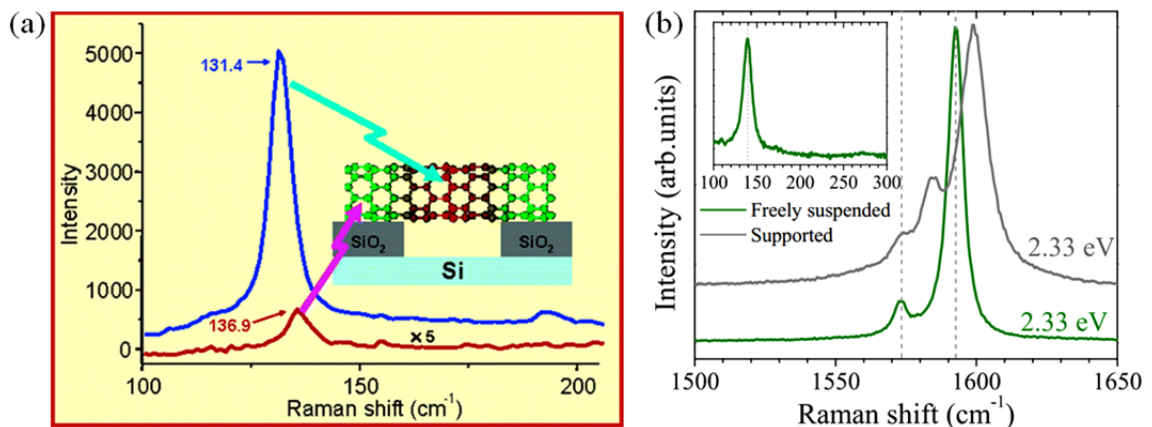 (a)
5000
4000
3000
2000
1000
0
Intensity
131.4
136.9
×5
SiO2
SiO2
Si
100
150
200
Raman shift (cm-1)
(b)
Intensity (arb.units)
100 150 200 250 300
Freely suspended
Supported
2.33 eV
2.33 eV
1500
1550
1600
1650
Raman shift (cm-1)